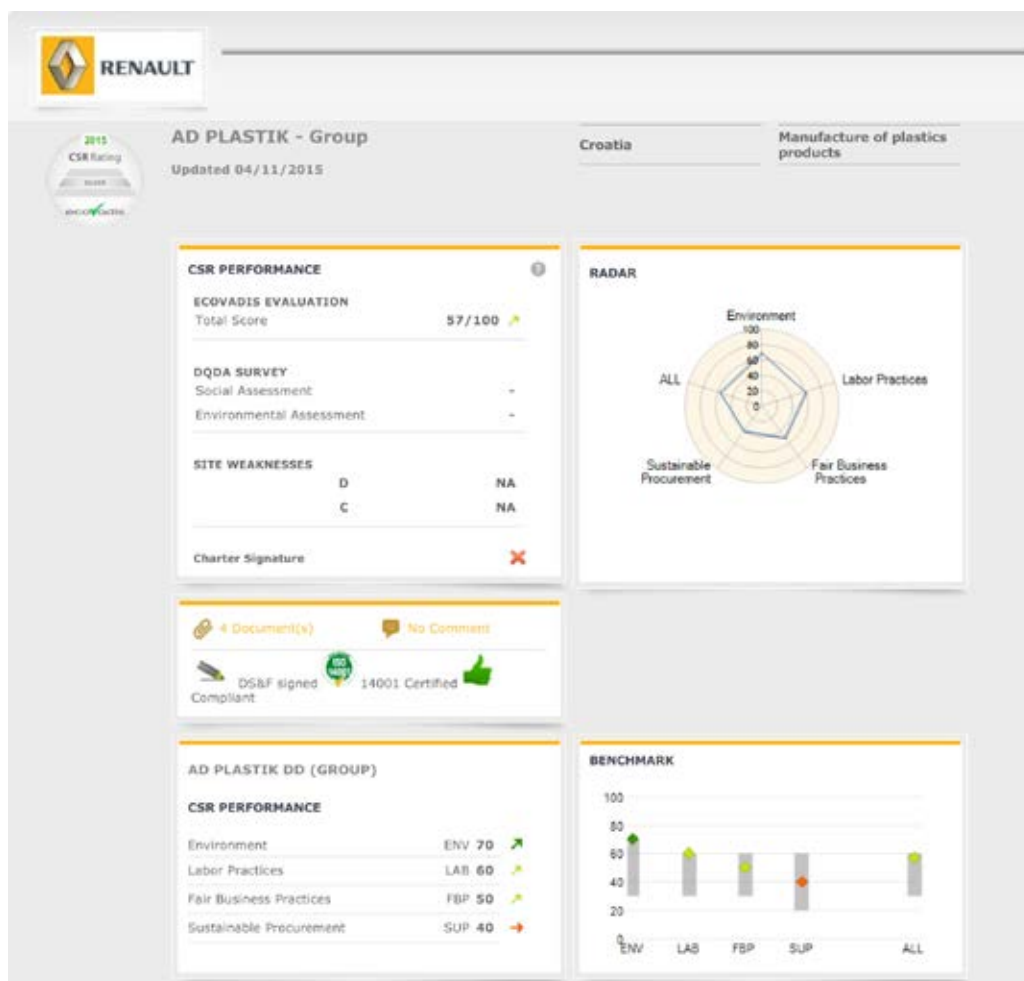 RENAULT
2015
CSR Rating
SILVER
ecovadis
AD PLASTIK - Group
Updated 04/11/2015
Croatia
Manufacture of plastics
products
CSR PERFORMANCE
?
ECOVADIS EVALUATION
Total Score 57/100
DQDA SURVEY
Social Assessment -
Environmental Assessment -
SITE WEAKNESSES
D NA
C NA
Charter Signature
RADAR
Environment
100
80
60
40
20
0
ALL
Labor Practices
Sustainable
Procurement
Fair Business
Practices
4 Document(s) No Comment
DS&F signed ISO 14001 14001 Certified
Compliant
AD PLASTIK DD (GROUP)
CSR PERFORMANCE
Environment ENV 70
Labor Practices LAB 60
Fair Business Practices FBP 50
Sustainable Procurement SUP 40
BENCHMARK
100
80
60
40
20
0
ENV LAB FBP SUP ALL